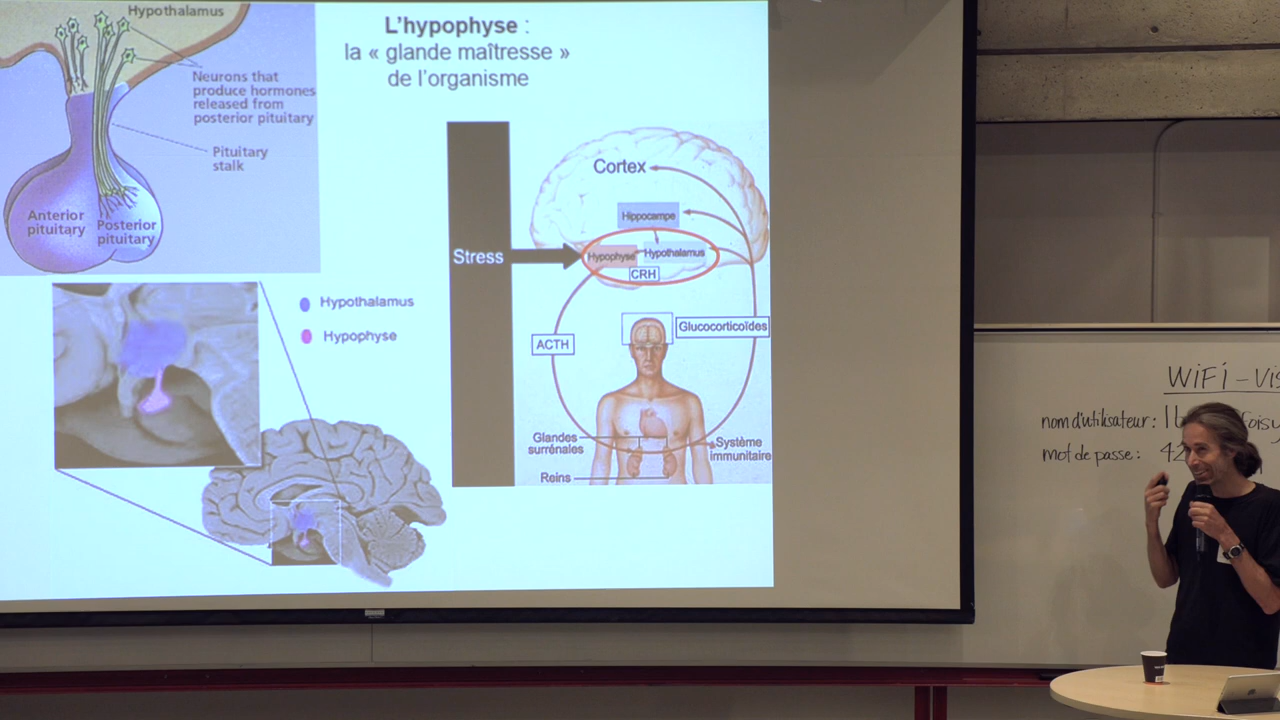 Hypothalamus
Neurons that
produce hormones
released from
posterior pituitary
Pituitary
stalk
Anterior
pituitary
Posterior
pituitary
L'hypophyse :
la « glande maîtresse »
de l'organisme
Hypothalamus
Hypophyse
Stress
Cortex
Hippocampe
Hypophyse
Hypothalamus
CRH
ACTH
Glucocorticoïdes
Glandes
surrénales
Système
immunitaire
Reins
WiFi -
nom d'utilisateur :
mot de passe :